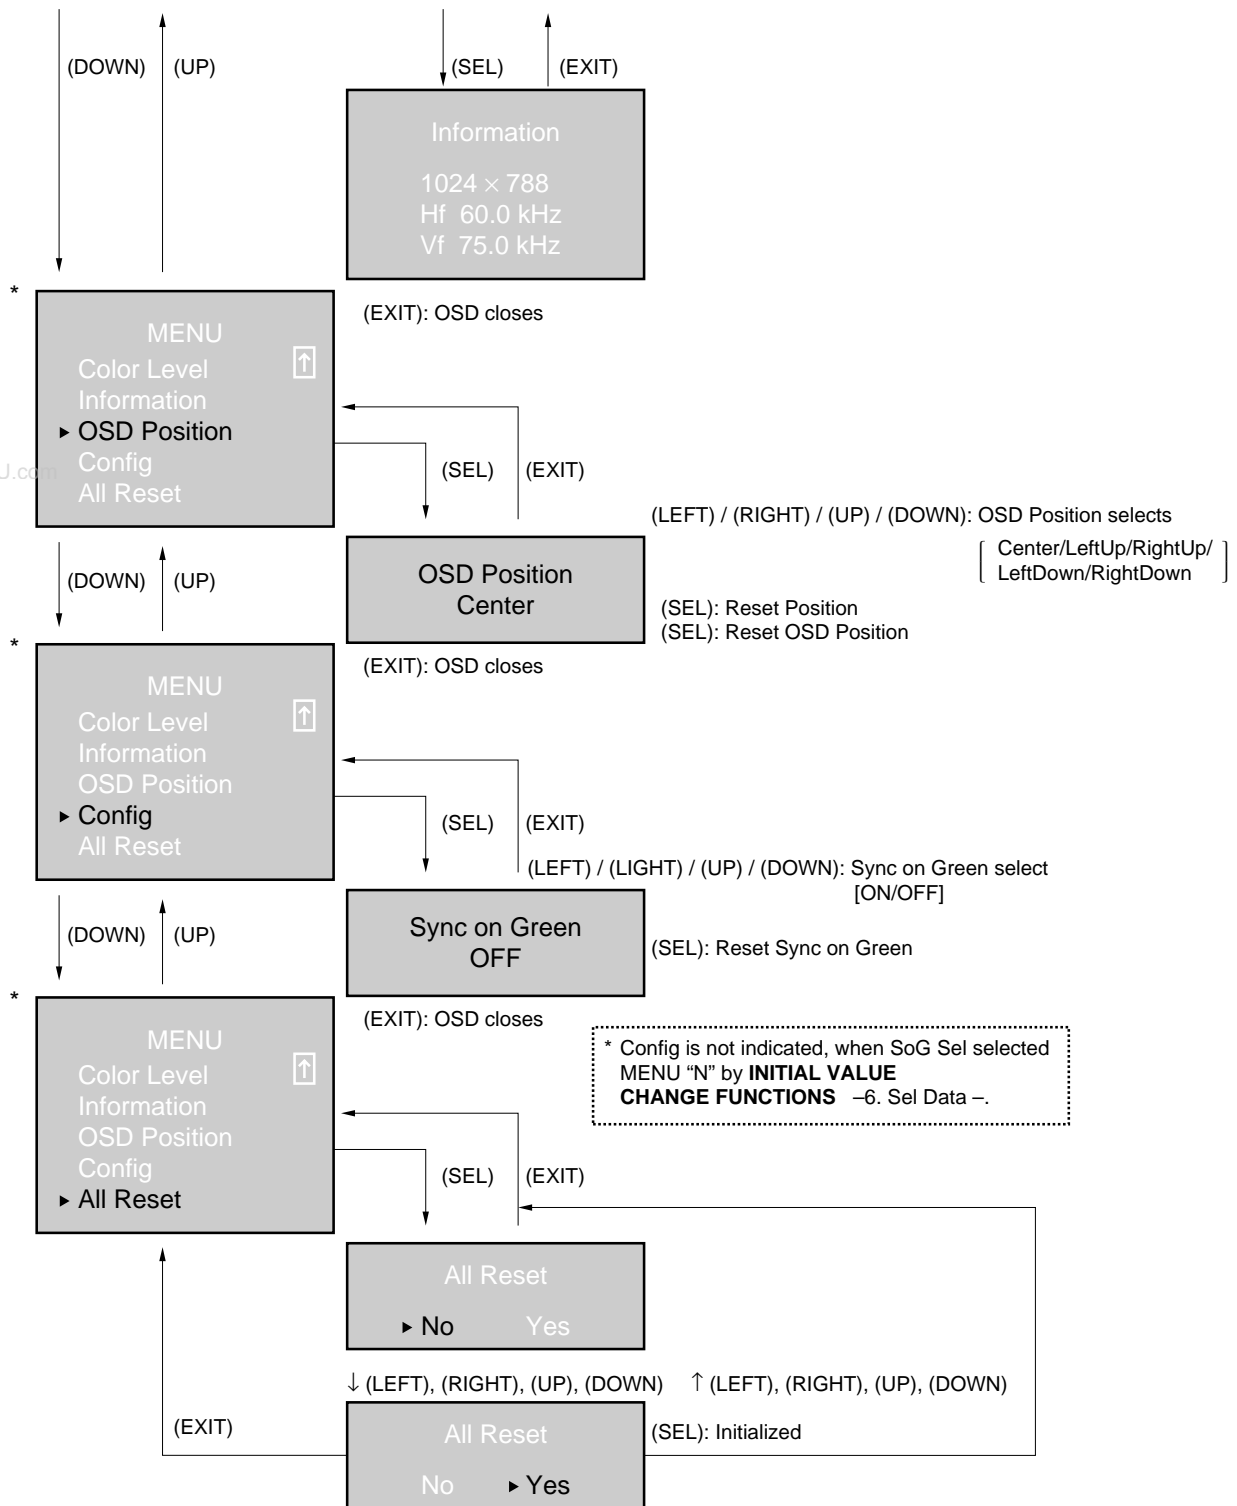 (DOWN) (UP) (SEL) (EXIT)
Information
1024 × 788
Hf 60.0 kHz
Vf 75.0 kHz
(EXIT): OSD closes
*
MENU
↑
Color Level
Information
▶ OSD Position
Config
All Reset
U.com
(SEL) (EXIT)
(LEFT) / (RIGHT) / (UP) / (DOWN): OSD Position selects
[ Center/LeftUp/RightUp/
LeftDown/RightDown ]
OSD Position
Center
(SEL): Reset Position
(SEL): Reset OSD Position
(EXIT): OSD closes
(DOWN) (UP)
*
MENU
↑
Color Level
Information
OSD Position
▶ Config
All Reset
(SEL) (EXIT)
(LEFT) / (LIGHT) / (UP) / (DOWN): Sync on Green select
[ON/OFF]
Sync on Green
OFF
(SEL): Reset Sync on Green
(EXIT): OSD closes
(DOWN) (UP)
*
MENU
↑
Color Level
Information
OSD Position
Config
▶ All Reset
* Config is not indicated, when SoG Sel selected
MENU “N” by INITIAL VALUE
CHANGE FUNCTIONS –6. Sel Data –.
(SEL) (EXIT)
All Reset
▶ No Yes
↓ (LEFT), (RIGHT), (UP), (DOWN) ↑ (LEFT), (RIGHT), (UP), (DOWN)
(EXIT)
All Reset
No ▶ Yes
(SEL): Initialized